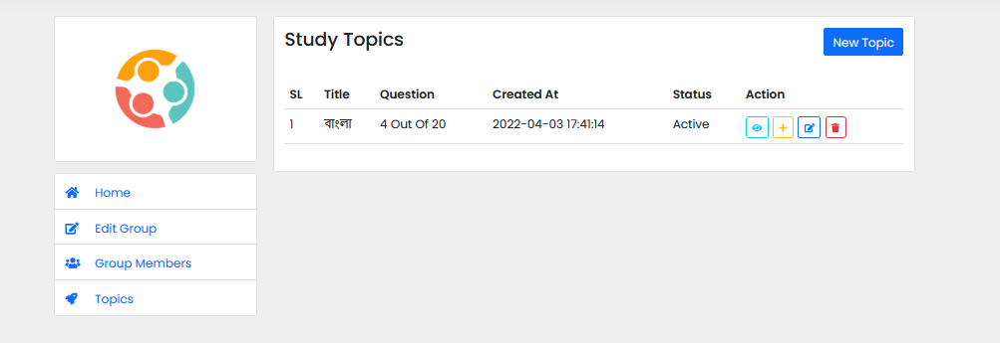 Study Topics
New Topic
SL Title Question Created At Status Action
1 বাংলা 4 Out Of 20 2022-04-03 17:41:14 Active
Home
Edit Group
Group Members
Topics